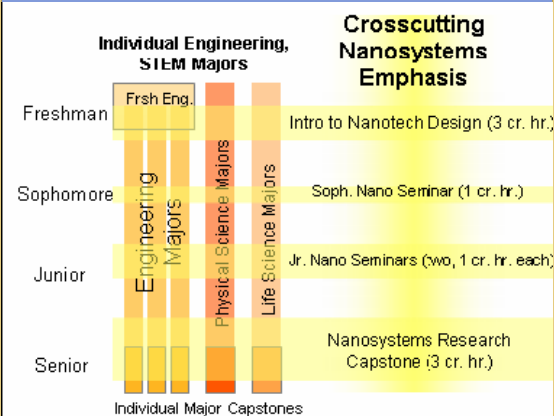 Crosscutting
Nanosystems
Emphasis
Individual Engineering,
STEM Majors
Frsh Eng.
Freshman
Intro to Nanotech Design (3 cr. hr.)
Sophomore
Soph. Nano Seminar (1 cr. hr.)
Engineering
Majors
Physical Science Majors
Life Science Majors
Junior
Jr. Nano Seminars (two, 1 cr. hr. each)
Nanosystems Research
Capstone (3 cr. hr.)
Senior
Individual Major Capstones